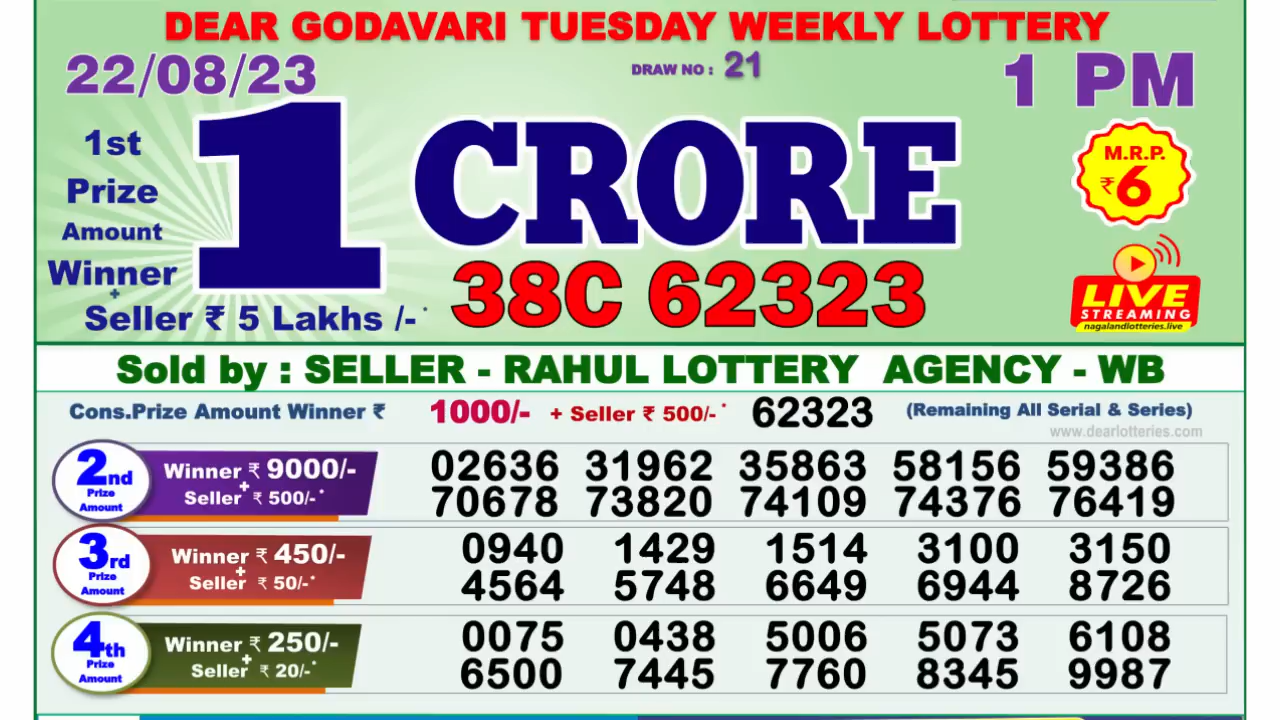 DEAR GODAVARI TUESDAY WEEKLY LOTTERY
22/08/23
DRAW NO : 21
1 PM
1st
Prize
Amount
Winner
+
Seller ₹ 5 Lakhs /- *
1 CRORE
38C 62323
M.R.P.
₹6
LIVE
STREAMING
nagalandlotteries.live
Sold by : SELLER - RAHUL LOTTERY AGENCY - WB
Cons.Prize Amount Winner ₹ 1000/- + Seller ₹ 500/- * 62323 (Remaining All Serial & Series)
www.dearlotteries.com
2nd
Prize
Amount
Winner ₹ 9000/-
+
Seller ₹ 500/- *
02636 31962 35863 58156 59386
70678 73820 74109 74376 76419
3rd
Prize
Amount
Winner ₹ 450/-
+
Seller ₹ 50/- *
0940 1429 1514 3100 3150
4564 5748 6649 6944 8726
4th
Prize
Amount
Winner ₹ 250/-
+
Seller ₹ 20/- *
0075 0438 5006 5073 6108
6500 7445 7760 8345 9987